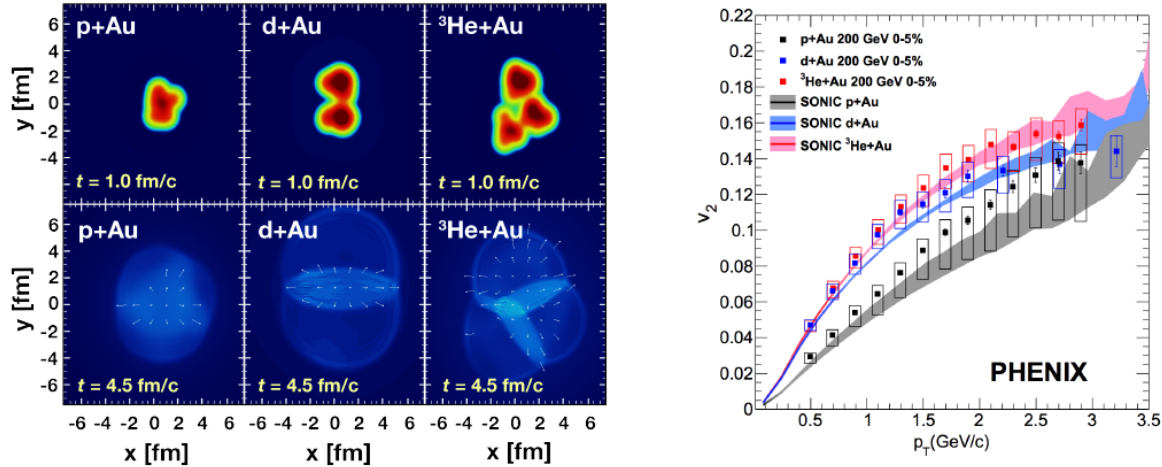 p+Au
d+Au
³He+Au
y [fm]
6
4
2
0
-2
-4
t = 1.0 fm/c
t = 1.0 fm/c
t = 1.0 fm/c
p+Au
d+Au
³He+Au
y [fm]
6
4
2
0
-2
-4
-6
t = 4.5 fm/c
t = 4.5 fm/c
t = 4.5 fm/c
-6 -4 -2 0 2 4
-6 -4 -2 0 2 4
-6 -4 -2 0 2 4 6
x [fm]
x [fm]
x [fm]
v₂
0.22
0.2
0.18
0.16
0.14
0.12
0.1
0.08
0.06
0.04
0.02
0
p+Au 200 GeV 0-5%
d+Au 200 GeV 0-5%
³He+Au 200 GeV 0-5%
SONIC p+Au
SONIC d+Au
SONIC ³He+Au
PHENIX
0.5 1 1.5 2 2.5 3 3.5
p_T(GeV/c)